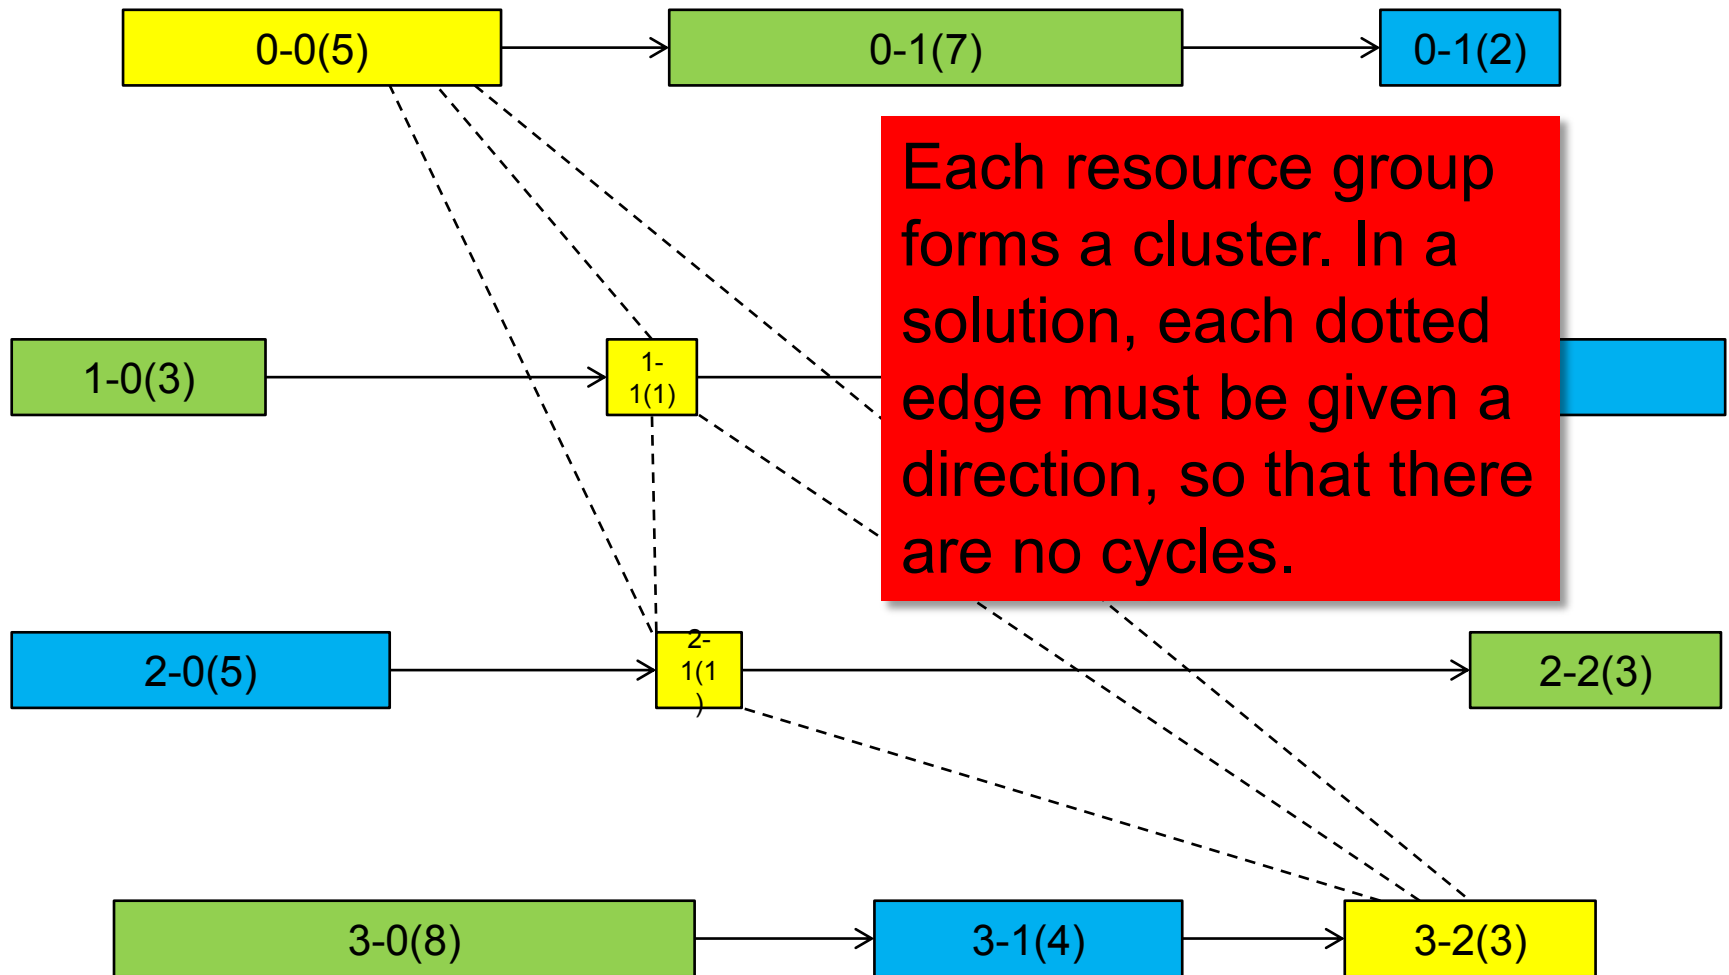 0-0(5)
0-1(7)
0-1(2)
Each resource group
forms a cluster. In a
solution, each dotted
edge must be given a
direction, so that there
are no cycles.
1-0(3)
1-
1(1)
2-0(5)
2-
1(1
)
2-2(3)
3-0(8)
3-1(4)
3-2(3)